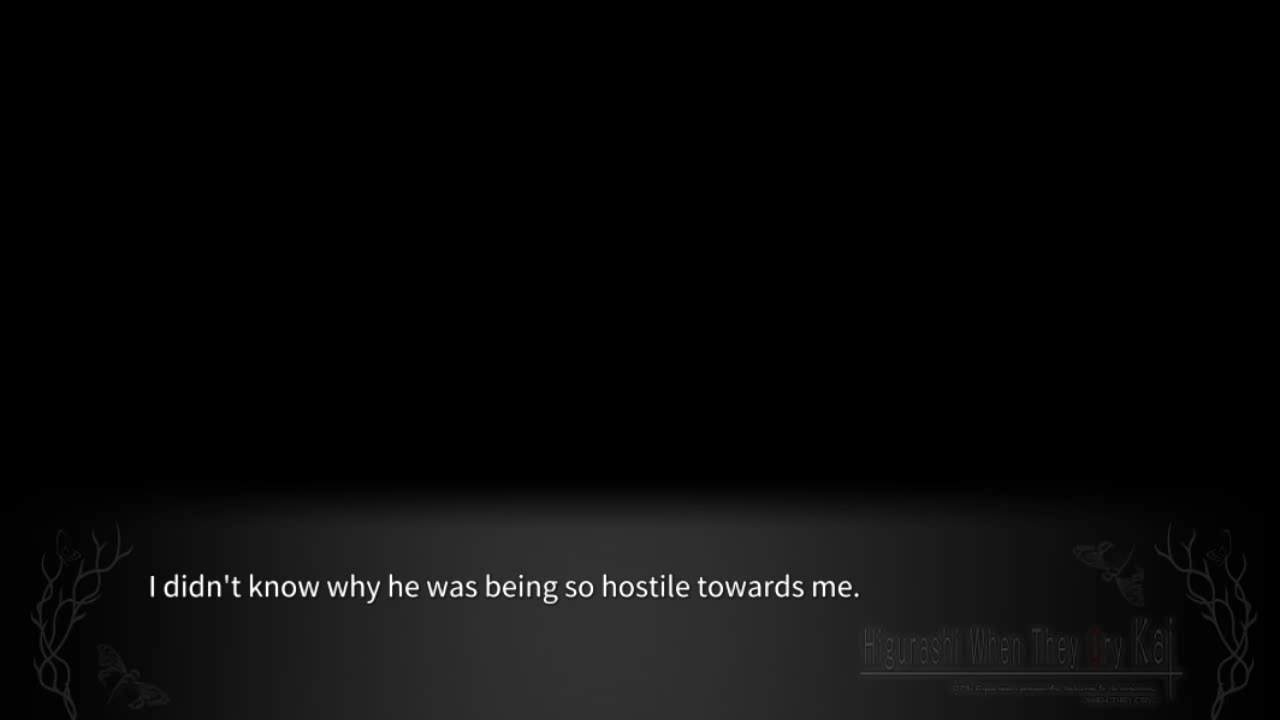 I didn't know why he was being so hostile towards me.
Higurashi When They Cry Kai